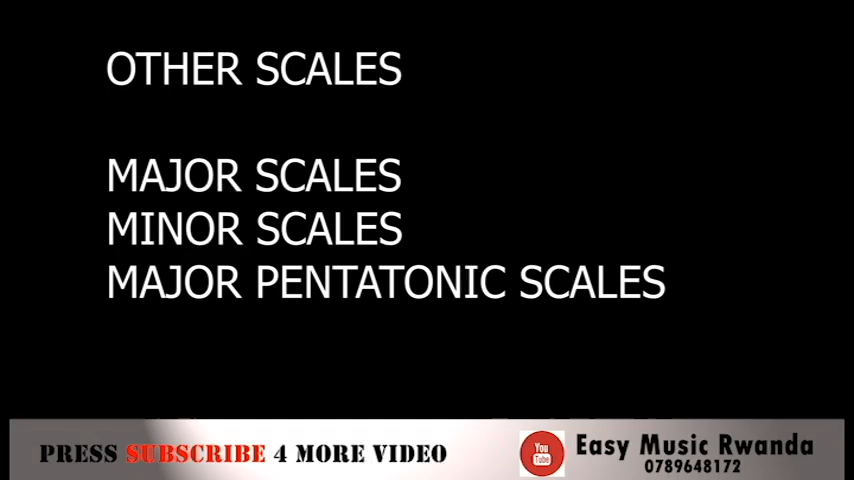 OTHER SCALES
MAJOR SCALES
MINOR SCALES
MAJOR PENTATONIC SCALES
PRESS SUBSCRIBE 4 MORE VIDEO
You
Tube
Easy Music Rwanda
0789648172